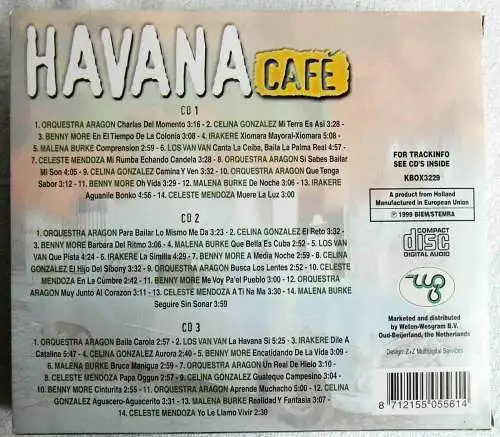 HAVANA CAFÉ
CD 1
1. ORQUESTRA ARAGON Charlas Del Momento 3:16 - 2. CELINA GONZALEZ Mi Terra Es Asi 3:28 -
3. BENNY MORE En El Tiempo De La Colonia 3:08 - 4. IRAKERE Xiomara Mayoral-Xiomara 5:08 -
5. MALENA BURKE Comprension 2:59 - 6. LOS VAN VAN Canta La Ceiba, Baila La Palma Real 4:57 -
7. CELESTE MENDOZA Mi Rumba Echando Candela 3:28 - 8. ORQUESTRA ARAGON Si Sabes Bailar
Mi Son 4:05 - 9. CELINA GONZALEZ Camina Y Ven 3:32 - 10. ORQUESTRA ARAGON Que Tenga
Sabor 3:12 - 11. BENNY MORE Oh Vida 3:29 - 12. MALENA BURKE De Noche 3:06 - 13. IRAKERE
Aguanile Bonko 4:56 - 14. CELESTE MENDOZA Muere La Luz 3:00
CD 2
1. ORQUESTRA ARAGON Para Bailar Lo Mismo Me Da 3:23 - 2. CELINA GONZALEZ El Reto 3:32 -
3. BENNY MORE Barbara Del Ritmo 3:06 - 4. MALENA BURKE Que Bella Es Cuba 2:52 - 5. LOS VAN
VAN Que Pista 4:24 - 6. IRAKERE La Similla 4:29 - 7. BENNY MORE A Media Noche 2:59 - 8. CELINA
GONZALEZ El Hijo Del Sibony 3:32 - 9. ORQUESTRA ARAGON Busca Los Lentes 2:52 - 10. CELESTE
MENDOZA En La Cumbre 2:42 - 11. BENNY MORE Me Voy Pa'el Pueblo 3:03 - 12. ORQUESTRA
ARAGON Muy Junto Al Corazon 3:11 - 13. CELESTE MENDOZA A Ti Na Ma 3:30 - 14. MALENA BURKE
Seguire Sin Sonar 3:59
CD 3
1. ORQUESTRA ARAGON Baila Carola 2:57 - 2. LOS VAN VAN La Havana Si 5:25 - 3. IRAKERE Dile A
Catalina 5:47 - 4. CELINA GONZALEZ Aurora 2:40 - 5. BENNY MORE Encatidando De La Vida 3:09 -
6. MALENA BURKE Bruca Manigua 2:59 - 7. ORQUESTRA ARAGON Un Real De Hielo 3:10 -
8. CELESTE MENDOZA Papa Oggun 2:57 - 9. CELINA GONZALEZ Guateque Campesino 3:04 -
10. BENNY MORE Cinturita 2:55 - 11. ORQUESTRA ARAGON Aprende Muchacho 5:00 - 12. CELINA
GONZALEZ Aguacero-Aguacerito 3:31 - 13. MALENA BURKE Realidad Y Fantasia 3:07 -
14. CELESTE MENDOZA Yo Le Llamo Vivir 2:30
FOR TRACKINFO
SEE CD'S INSIDE
KBOX3229
A product from Holland
Manufactured in European Union
℗ 1999 BIEM/STEMRA
COMPACT
disc
DIGITAL AUDIO
Marketed and distributed
by Weton-Wesgram B.V.
Oud-Beijerland, the Netherlands
Design: Z+Z Multidigital Services
8 712155 055614